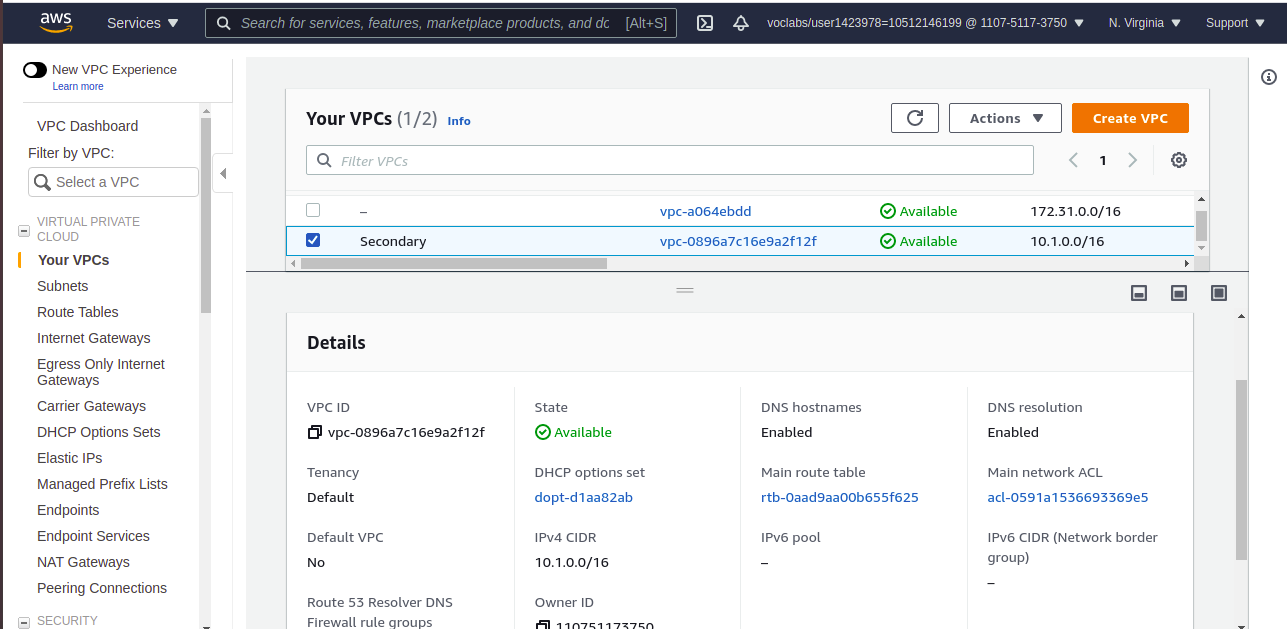 aws
Services
Search for services, features, marketplace products, and dc
[Alt+S]
voclabs/user1423978=10512146199 @ 1107-5117-3750
N. Virginia
Support
New VPC Experience
Learn more
VPC Dashboard
Filter by VPC:
Select a VPC
VIRTUAL PRIVATE
CLOUD
Your VPCs
Subnets
Route Tables
Internet Gateways
Egress Only Internet
Gateways
Carrier Gateways
DHCP Options Sets
Elastic IPs
Managed Prefix Lists
Endpoints
Endpoint Services
NAT Gateways
Peering Connections
SECURITY
Your VPCs (1/2) Info
Actions
Create VPC
Filter VPCs
1
– vpc-a064ebdd Available 172.31.0.0/16
Secondary vpc-0896a7c16e9a2f12f Available 10.1.0.0/16
Details
VPC ID
vpc-0896a7c16e9a2f12f
State
Available
DNS hostnames
Enabled
DNS resolution
Enabled
Tenancy
Default
DHCP options set
dopt-d1aa82ab
Main route table
rtb-0aad9aa00b655f625
Main network ACL
acl-0591a1536693369e5
Default VPC
No
IPv4 CIDR
10.1.0.0/16
IPv6 pool
–
IPv6 CIDR (Network border
group)
–
Route 53 Resolver DNS
Firewall rule groups
Owner ID
110751173750